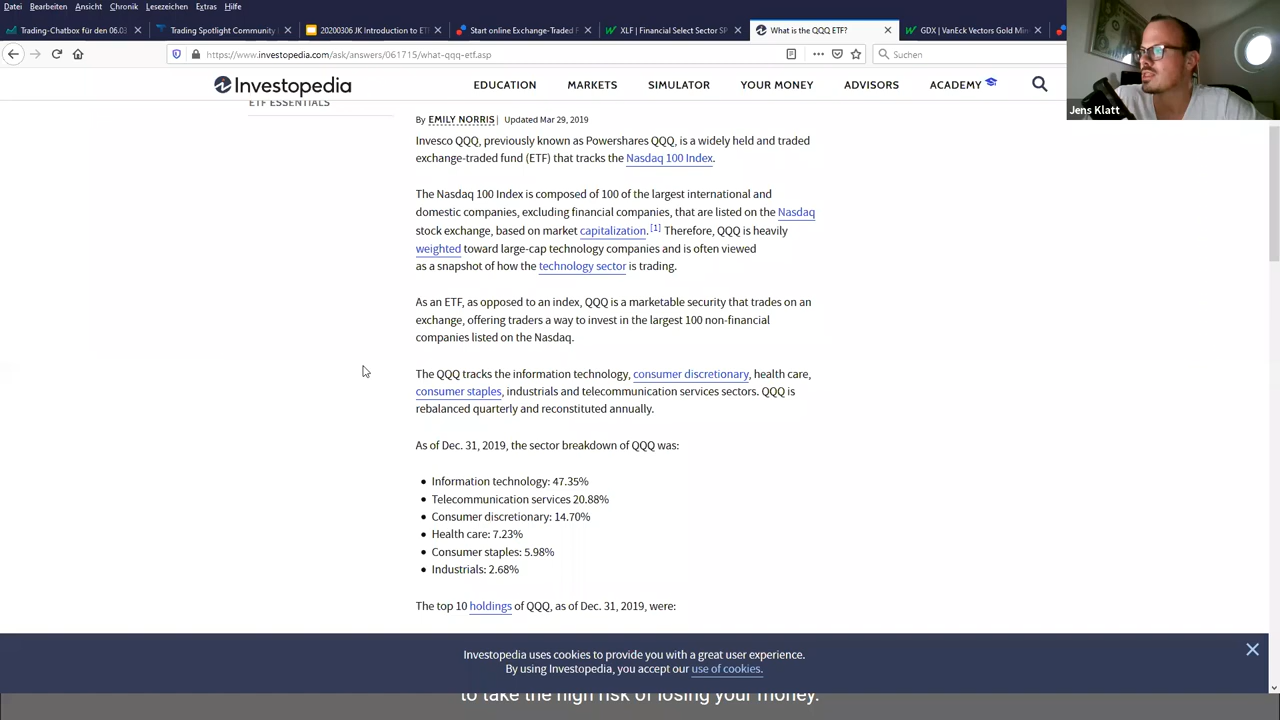 Datei Bearbeiten Ansicht Chronik Lesezeichen Extras Hilfe
Trading-Chatbox für den 06.03
Trading Spotlight Community
20200306 JK Introduction to ET
Start online Exchange-Traded F
XLF | Financial Select Sector SP
What is the QQQ ETF?
GDX | VanEck Vectors Gold Min
https://www.investopedia.com/ask/answers/061715/what-qqq-etf.asp
Suchen
Investopedia
EDUCATION MARKETS SIMULATOR YOUR MONEY ADVISORS ACADEMY
Jens Klatt
ETF ESSENTIALS
By EMILY NORRIS | Updated Mar 29, 2019
Invesco QQQ, previously known as Powershares QQQ, is a widely held and traded
exchange-traded fund (ETF) that tracks the Nasdaq 100 Index.
The Nasdaq 100 Index is composed of 100 of the largest international and
domestic companies, excluding financial companies, that are listed on the Nasdaq
stock exchange, based on market capitalization.[1] Therefore, QQQ is heavily
weighted toward large-cap technology companies and is often viewed
as a snapshot of how the technology sector is trading.
As an ETF, as opposed to an index, QQQ is a marketable security that trades on an
exchange, offering traders a way to invest in the largest 100 non-financial
companies listed on the Nasdaq.
The QQQ tracks the information technology, consumer discretionary, health care,
consumer staples, industrials and telecommunication services sectors. QQQ is
rebalanced quarterly and reconstituted annually.
As of Dec. 31, 2019, the sector breakdown of QQQ was:
• Information technology: 47.35%
• Telecommunication services 20.88%
• Consumer discretionary: 14.70%
• Health care: 7.23%
• Consumer staples: 5.98%
• Industrials: 2.68%
The top 10 holdings of QQQ, as of Dec. 31, 2019, were:
Investopedia uses cookies to provide you with a great user experience.
By using Investopedia, you accept our use of cookies.
to take the high risk of losing your money.